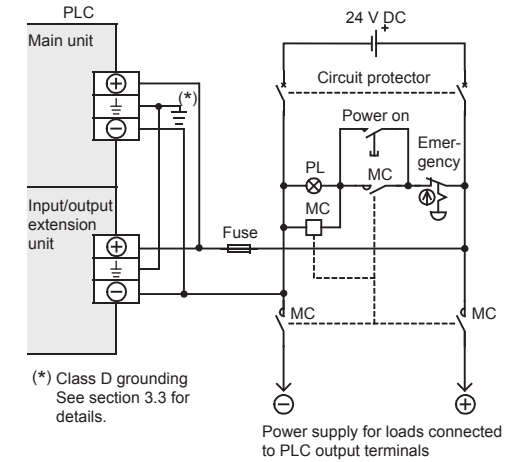 PLC
24 V DC
+
Main unit
Circuit protector
(*)
Power on
Emer-
gency
PL
MC
MC
Input/output
extension
unit
Fuse
MC
MC
(*) Class D grounding
See section 3.3 for
details.
Power supply for loads connected
to PLC output terminals